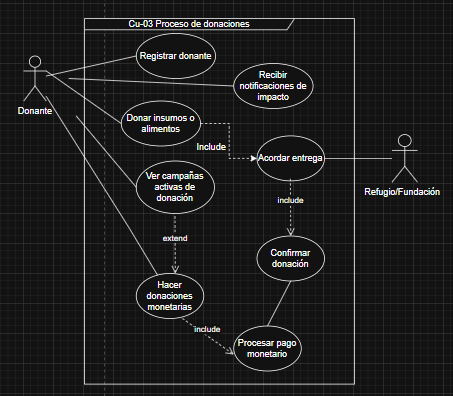 Cu-03 Proceso de donaciones
Registrar donante
Recibir
notificaciones de
impacto
Donante
Donar insumos o
alimentos
Include
Acordar entrega
Ver campañas
activas de
donación
Refugio/Fundación
include
extend
Confirmar
donación
Hacer
donaciones
monetarias
include
Procesar pago
monetario